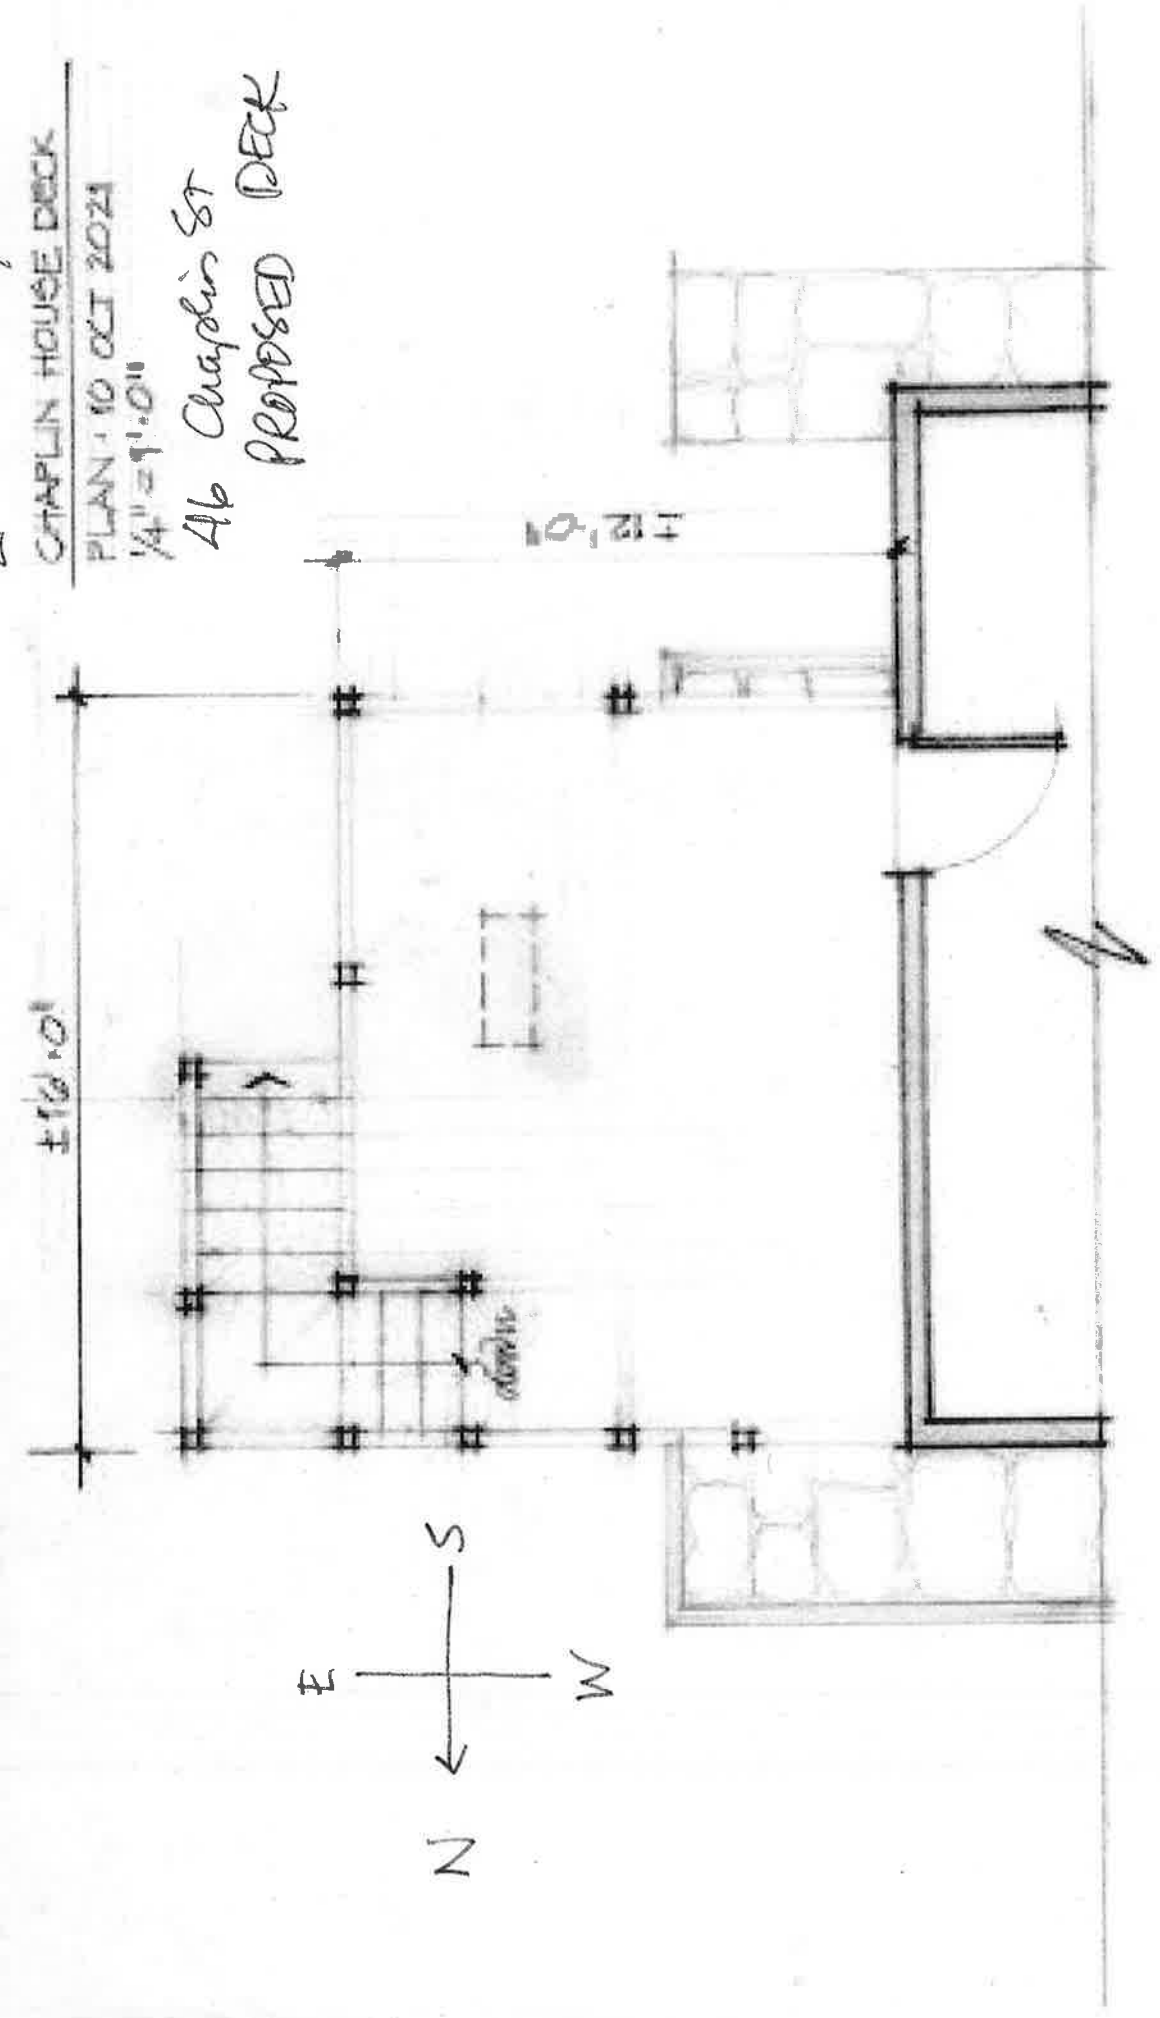 CHAPLIN HOUSE DECK
PLAN · 10 OCT 2021
1/4" = 1'·0"
46 Chaplin St
PROPOSED DECK
±16'·0"
± 12'·0"
down
N
E
S
W